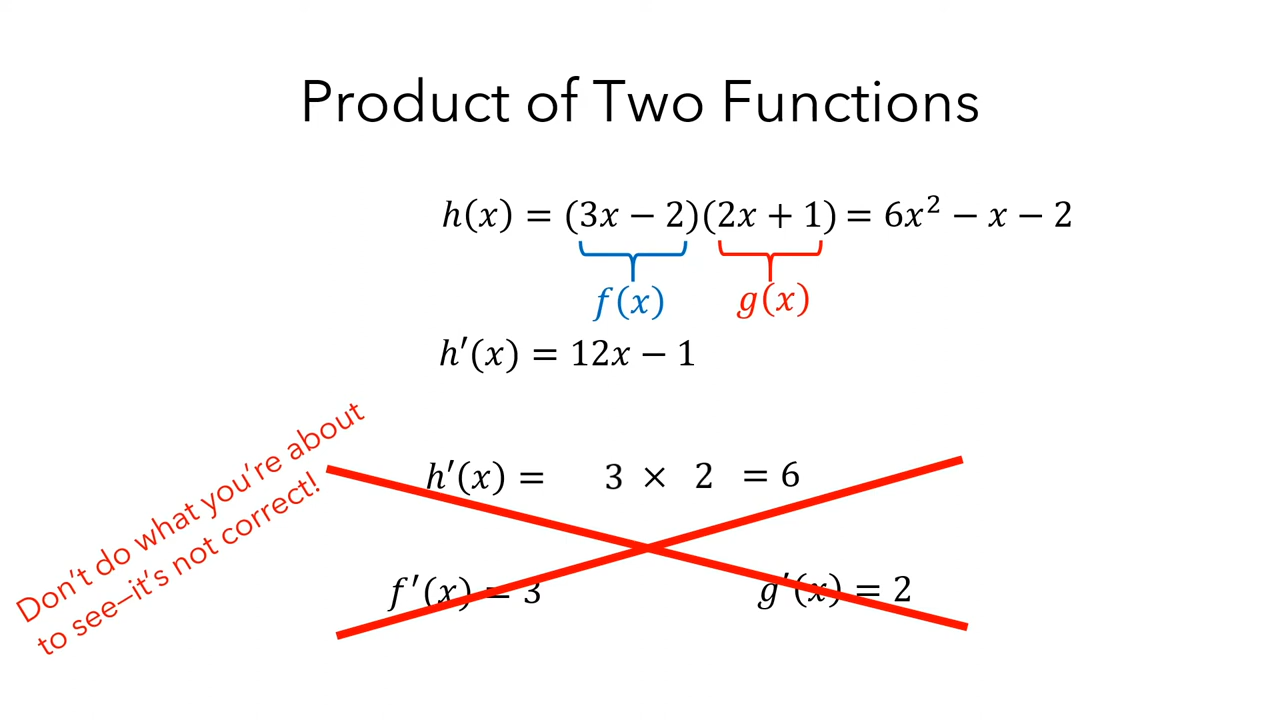 Product of Two Functions
ℎ(𝑥) = (3𝑥 − 2)(2𝑥 + 1) = 6𝑥² − 𝑥 − 2
𝑓(𝑥) 𝑔(𝑥)
ℎ′(𝑥) = 12𝑥 − 1
Don't do what you're about
to see–it's not correct!
ℎ′(𝑥) = 3 × 2 = 6
𝑓′(𝑥) = 3 𝑔′(𝑥) = 2